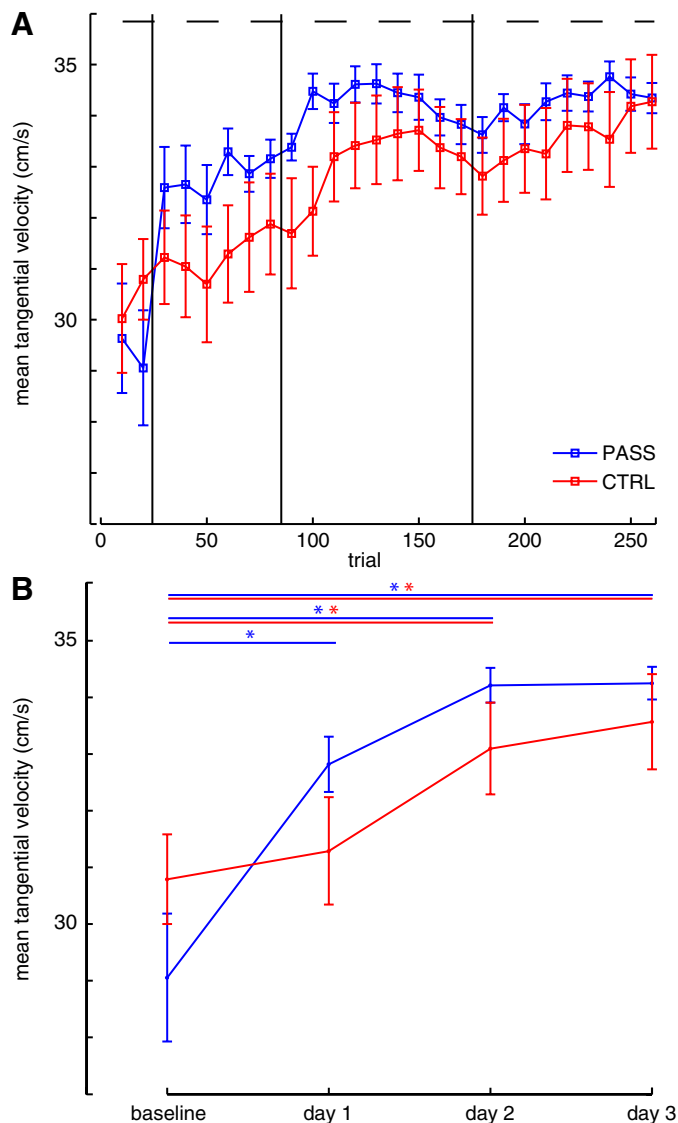 A
35
30
mean tangential velocity (cm/s)
PASS
CTRL
0 50 100 150 200 250
trial
B
* *
* *
*
35
30
mean tangential velocity (cm/s)
baseline day 1 day 2 day 3